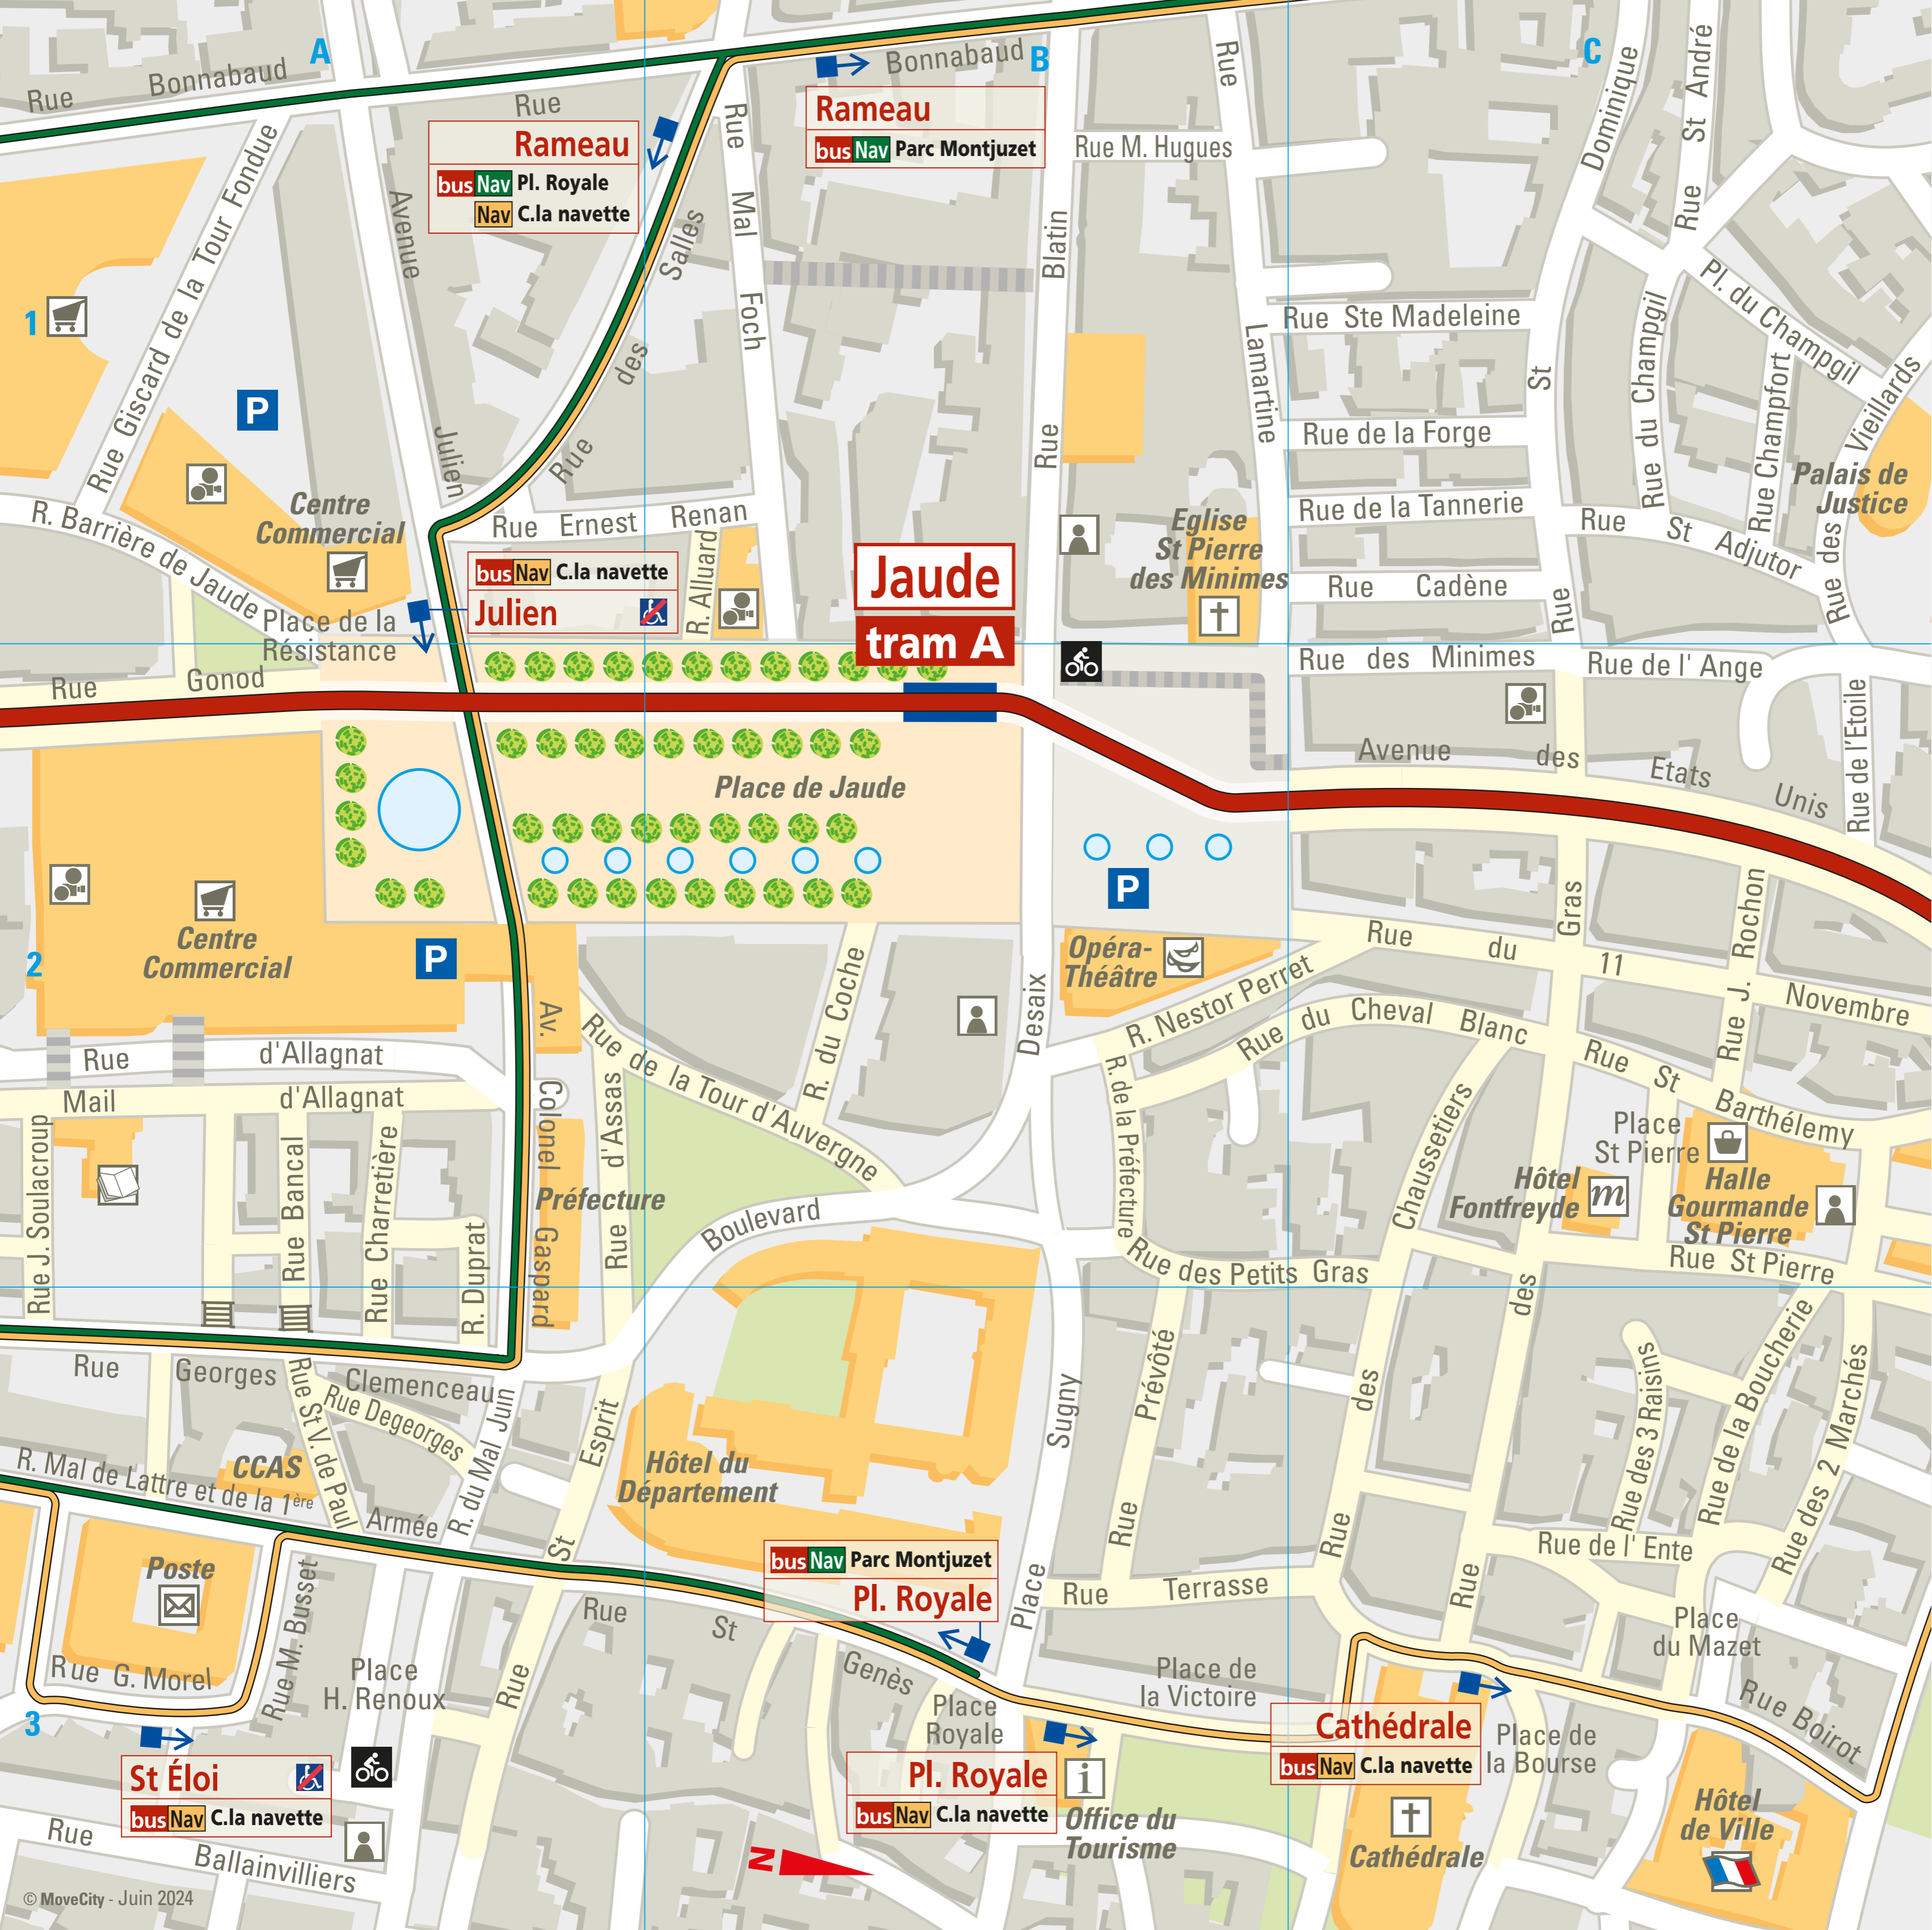 A
B
C
1
2
3
Rue Bonnabaud
Rue Bonnabaud
Rameau
bus Nav Pl. Royale
Nav C.la navette
Rameau
bus Nav Parc Montjuzet
Rue M. Hugues
Rue Lamartine
Rue St Dominique
Rue St André
Rue Giscard de la Tour Fondue
Avenue Julien
Rue des Salles
Rue Mal Foch
Rue Blatin
Rue Ste Madeleine
Rue de la Forge
Rue de la Tannerie
Rue Cadène
Rue du Champgil
Pl. du Champgil
Rue Champfort
Rue des Vieillards
Rue St Adjutor
Palais de
Justice
P
Centre
Commercial
R. Barrière de Jaude
Place de la
Résistance
Rue Ernest Renan
R. Alluard
bus Nav C.la navette
Julien
Jaude
tram A
Eglise
St Pierre
des Minimes
Rue des Minimes
Rue de l' Ange
Rue de l'Etoile
Rue Gonod
Place de Jaude
Avenue des Etats Unis
Centre
Commercial
P
P
Opéra-
Théâtre
Rue du 11 Novembre
Rue J. Rochon
R. Nestor Perret
Rue du Cheval Blanc
Rue des Gras
Rue St Barthélemy
Rue d'Allagnat
Mail d'Allagnat
Av. Colonel Gaspard
Rue de la Tour d'Auvergne
R. du Coche
Desaix
Boulevard
Rue d'Assas
Préfecture
R. de la Préfecture
Rue des Chaussetiers
Place
St Pierre
Hôtel
Fontfreyde
m
Halle
Gourmande
St Pierre
Rue St Pierre
Rue des Petits Gras
Rue J. Soulacroup
Rue Bancal
Rue Charretière
R. Duprat
Rue Georges Clemenceau
Rue St V. de Paul
Rue Degeorges
R. du Mal Juin
CCAS
R. Mal de Lattre et de la 1ère Armée
Rue St Esprit
Hôtel du
Département
Place Sugny
Rue Prévôté
Rue des 3 Raisins
Rue de la Boucherie
Rue des 2 Marchés
Rue de l' Ente
Rue Terrasse
Poste
Rue G. Morel
Rue M. Busset
Place
H. Renoux
Rue St Genès
bus Nav Parc Montjuzet
Pl. Royale
Place
Royale
Place de
la Victoire
Place
du Mazet
Rue Boirot
Cathédrale
bus Nav C.la navette
Place de
la Bourse
St Éloi
bus Nav C.la navette
Pl. Royale
bus Nav C.la navette
i
Office du
Tourisme
Cathédrale
Hôtel
de Ville
Rue Ballainvilliers
N
© MoveCity - Juin 2024